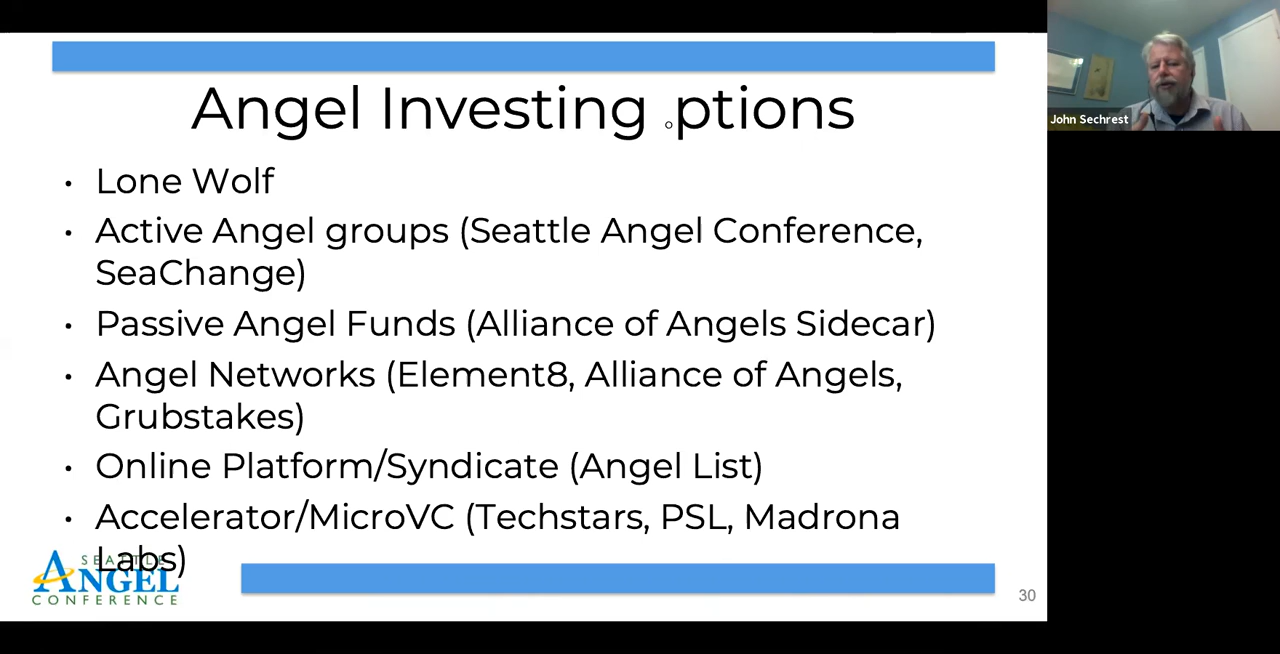 Angel Investing .ptions
• Lone Wolf
• Active Angel groups (Seattle Angel Conference,
SeaChange)
• Passive Angel Funds (Alliance of Angels Sidecar)
• Angel Networks (Element8, Alliance of Angels,
Grubstakes)
• Online Platform/Syndicate (Angel List)
• Accelerator/MicroVC (Techstars, PSL, Madrona
Labs)
SEATTLE
ANGEL
CONFERENCE
30
John Sechrest